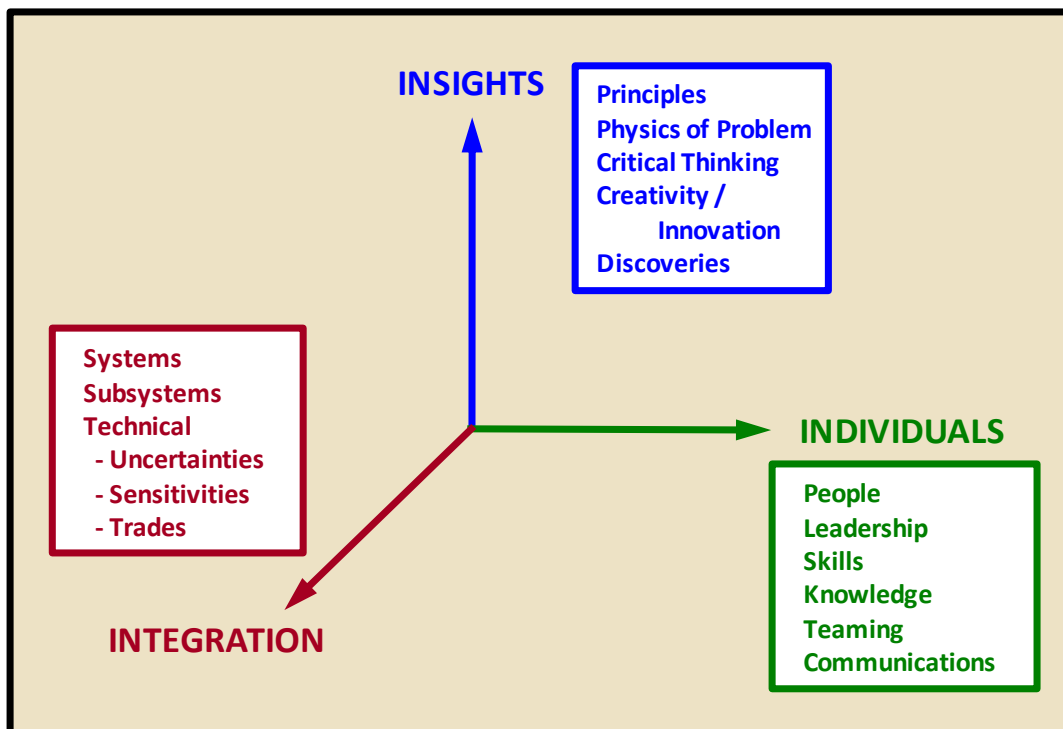 INSIGHTS
Principles
Physics of Problem
Critical Thinking
Creativity /
Innovation
Discoveries
Systems
Subsystems
Technical
- Uncertainties
- Sensitivities
- Trades
INTEGRATION
INDIVIDUALS
People
Leadership
Skills
Knowledge
Teaming
Communications